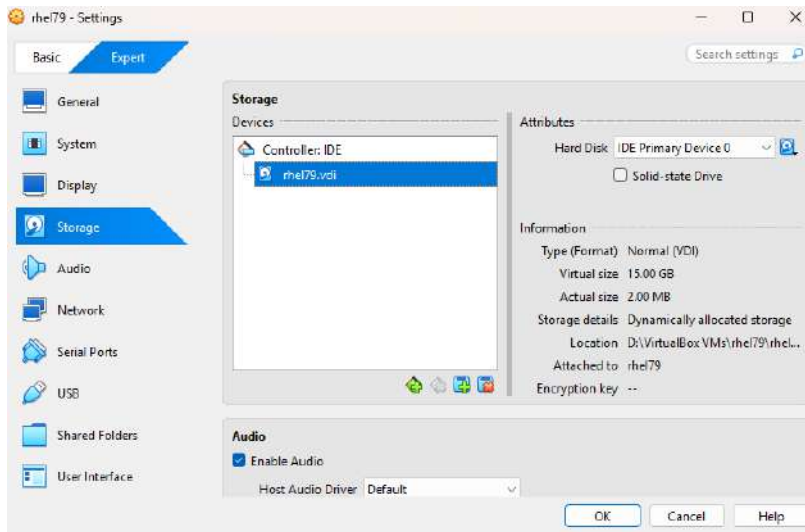 rhel79 - Settings
Basic
Expert
Search settings
General
System
Display
Storage
Audio
Network
Serial Ports
USB
Shared Folders
User Interface
Storage
Devices
Controller: IDE
rhel79.vdi
Attributes
Hard Disk IDE Primary Device 0
Solid-state Drive
Information
Type (Format) Normal (VDI)
Virtual size 15.00 GB
Actual size 2.00 MB
Storage details Dynamically allocated storage
Location D:\VirtualBox VMs\rhel79\rhel...
Attached to rhel79
Encryption key --
Audio
Enable Audio
Host Audio Driver Default
OK Cancel Help